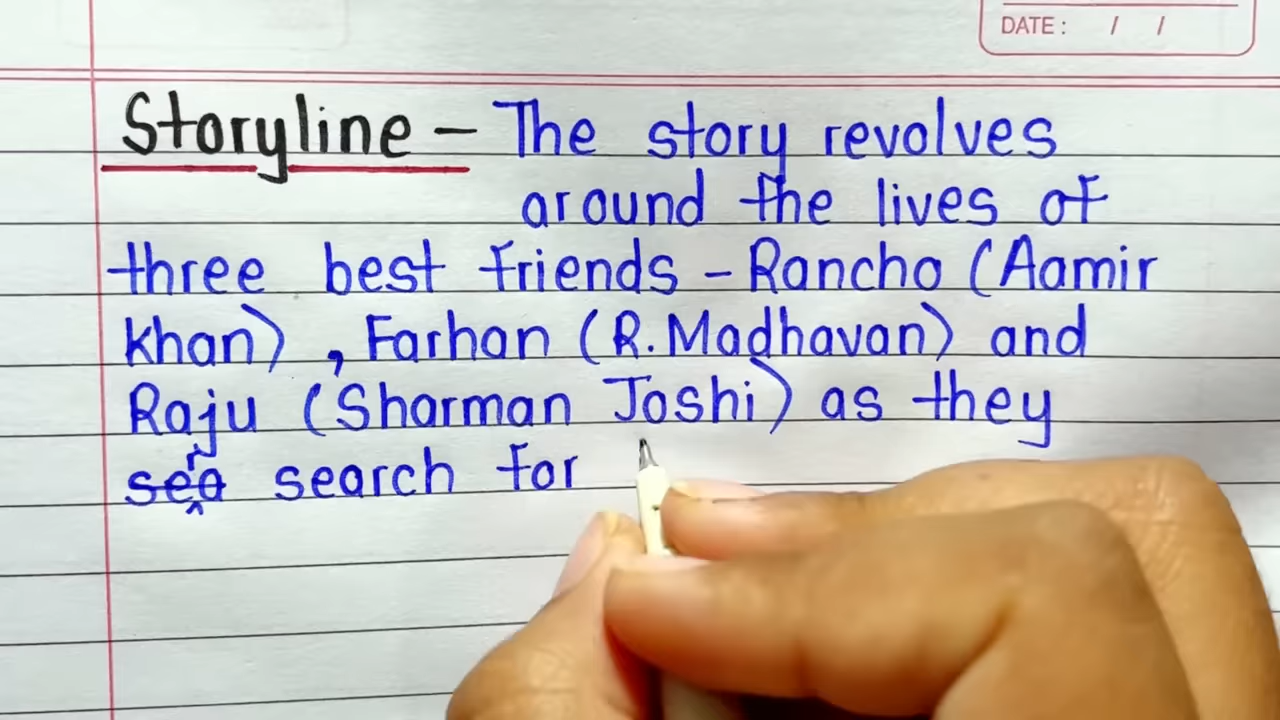 DATE : / /
Storyline - The story revolves
around the lives of
three best friends - Rancho (Aamir
Khan) , Farhan (R. Madhavan) and
Raju (Sharman Joshi) as they
search for